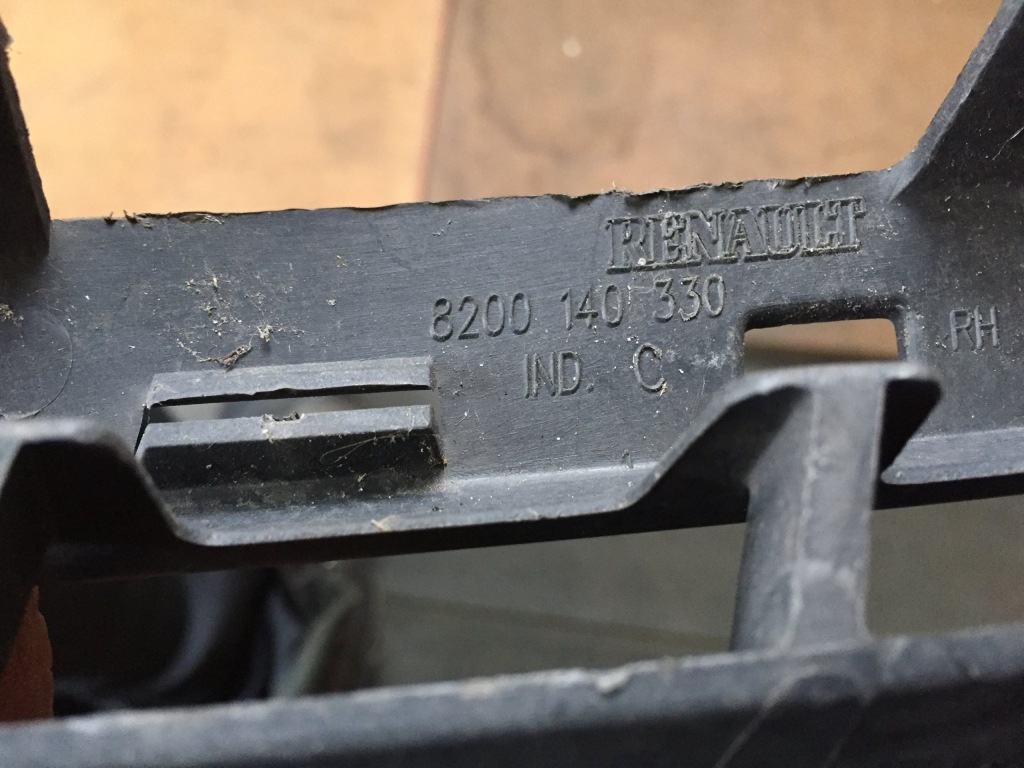 RENAULT
8200 140 330
IND. C
RH